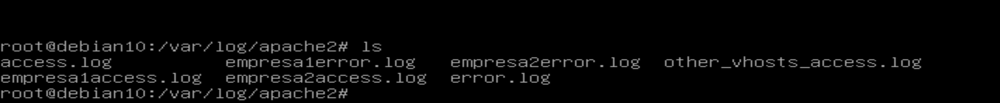 root@debian10:/var/log/apache2# ls
access.log empresa1error.log empresa2error.log other_vhosts_access.log
empresa1access.log empresa2access.log error.log
root@debian10:/var/log/apache2#